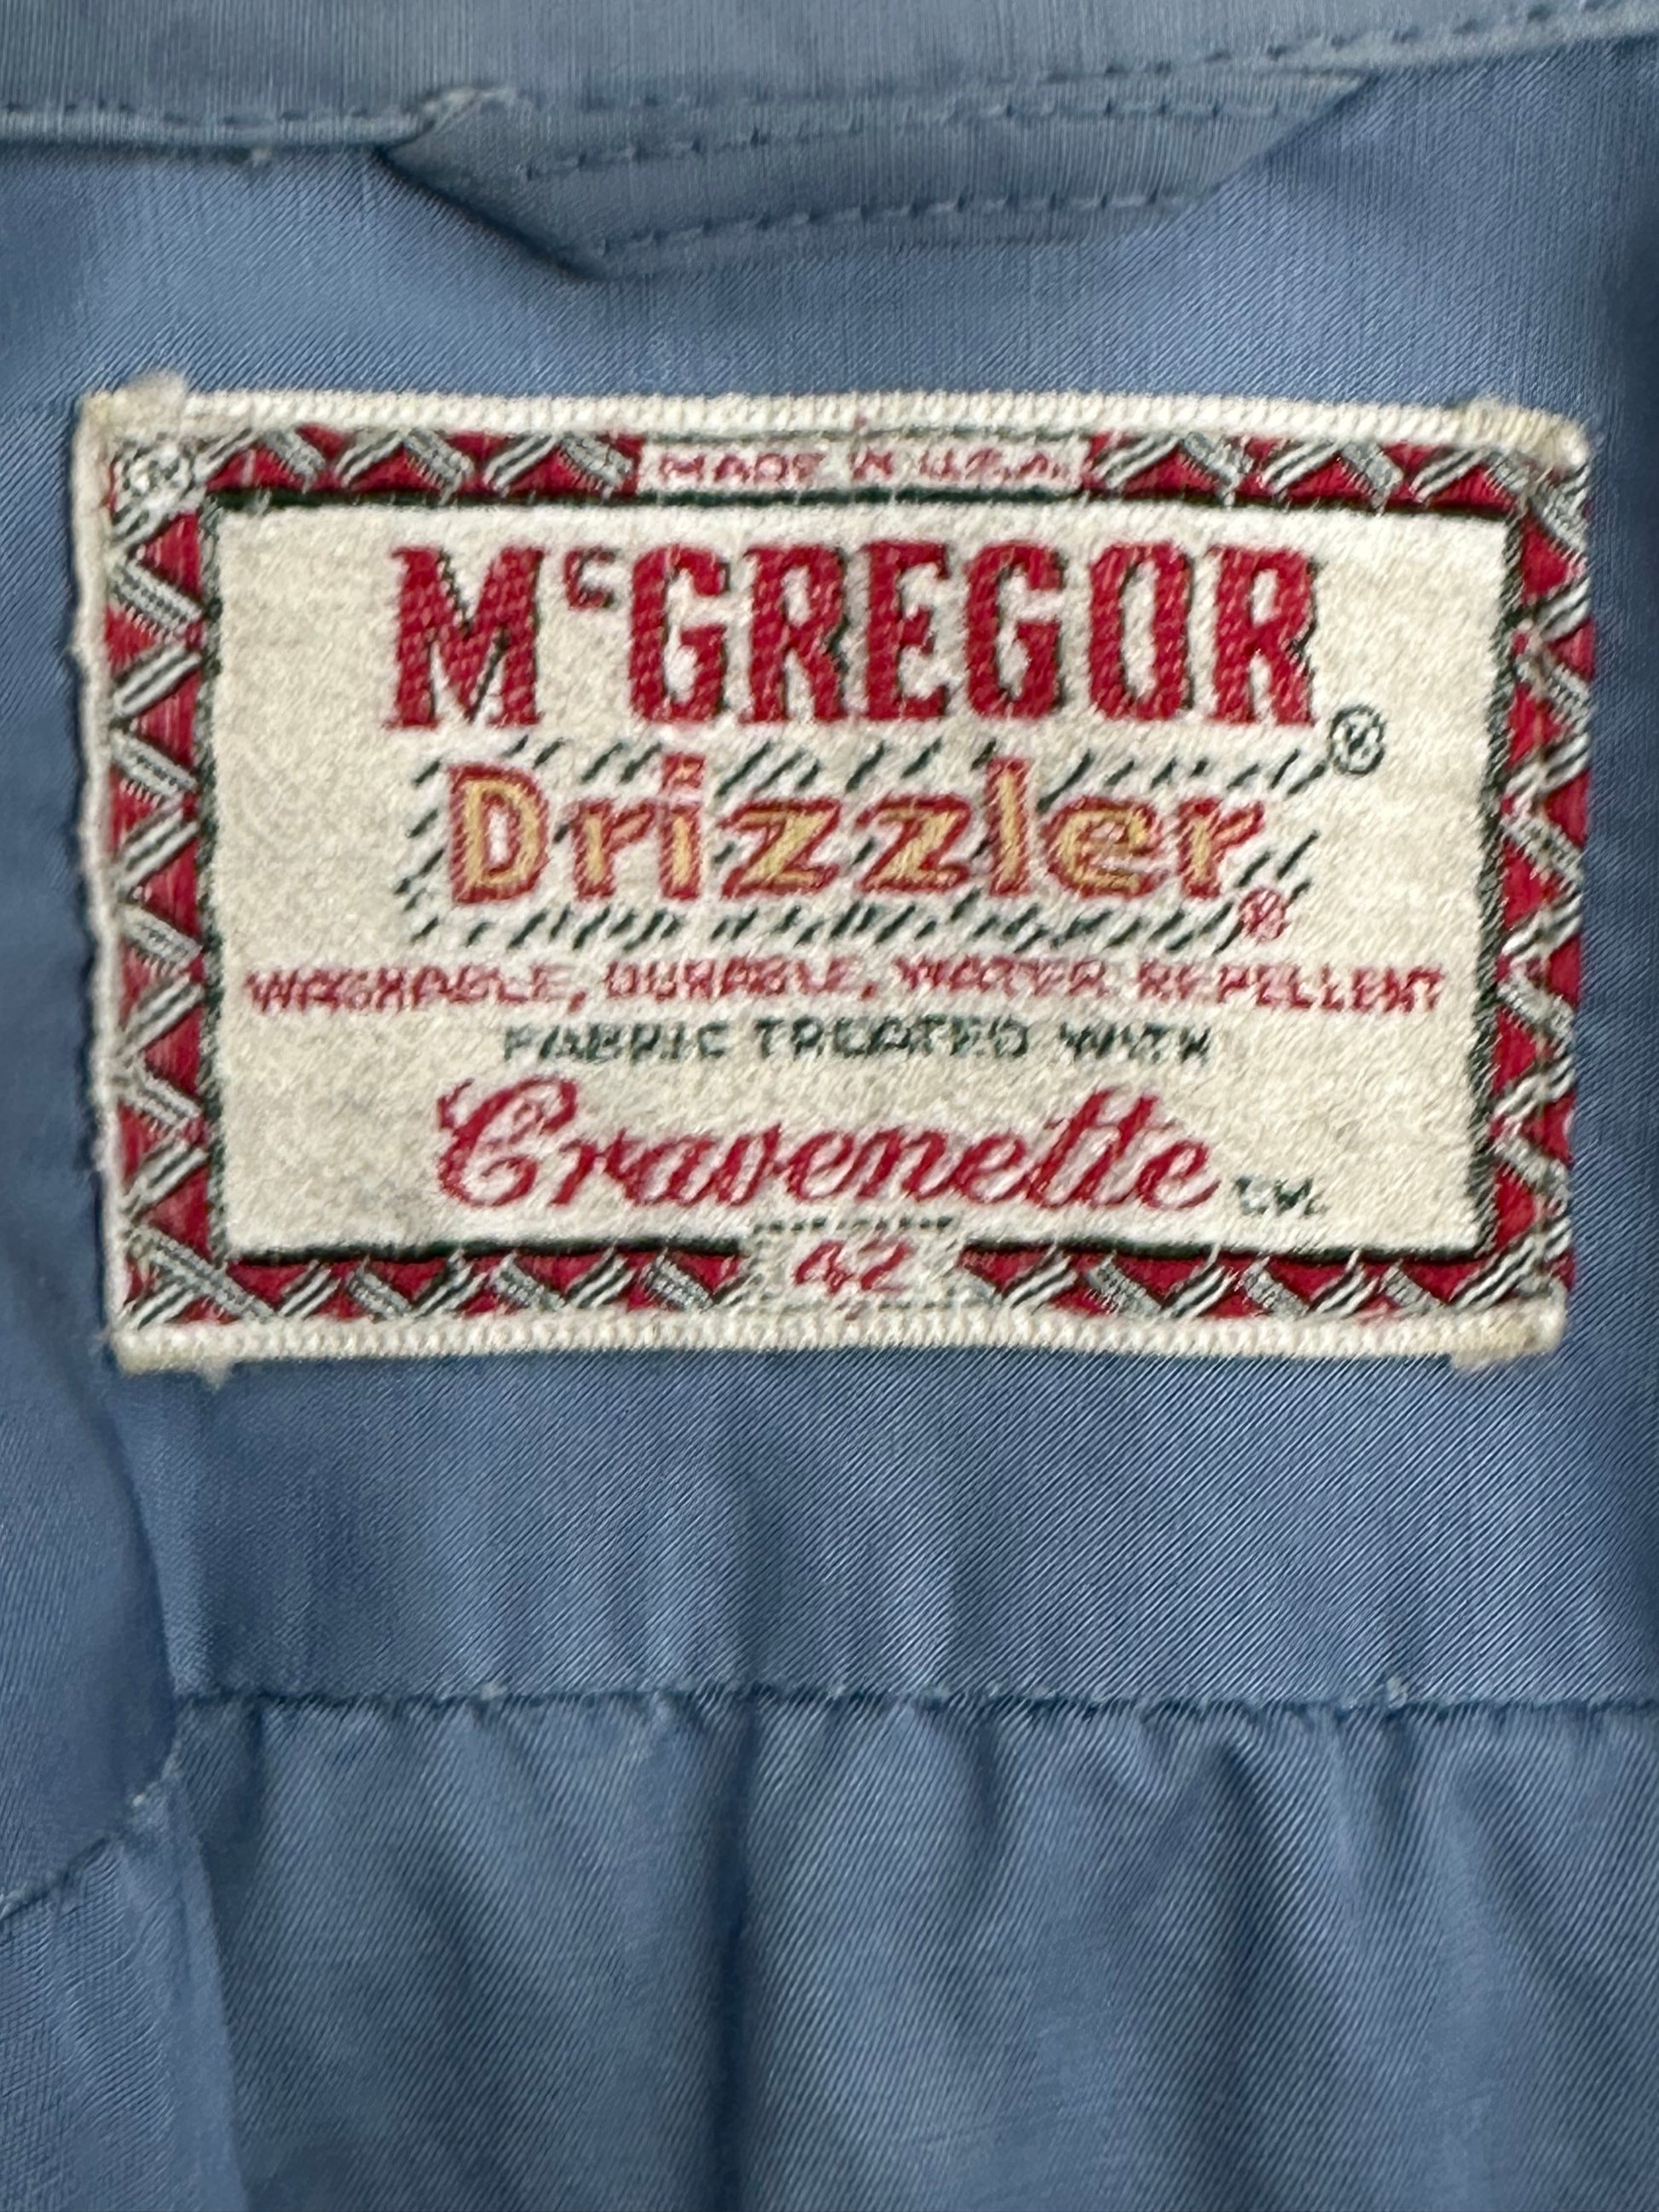 MADE IN U.S.A.
McGREGOR®
Drizzler®
WASHABLE, DURABLE, WATER REPELLENT
FABRIC TREATED WITH
Cravenette T.M.
42